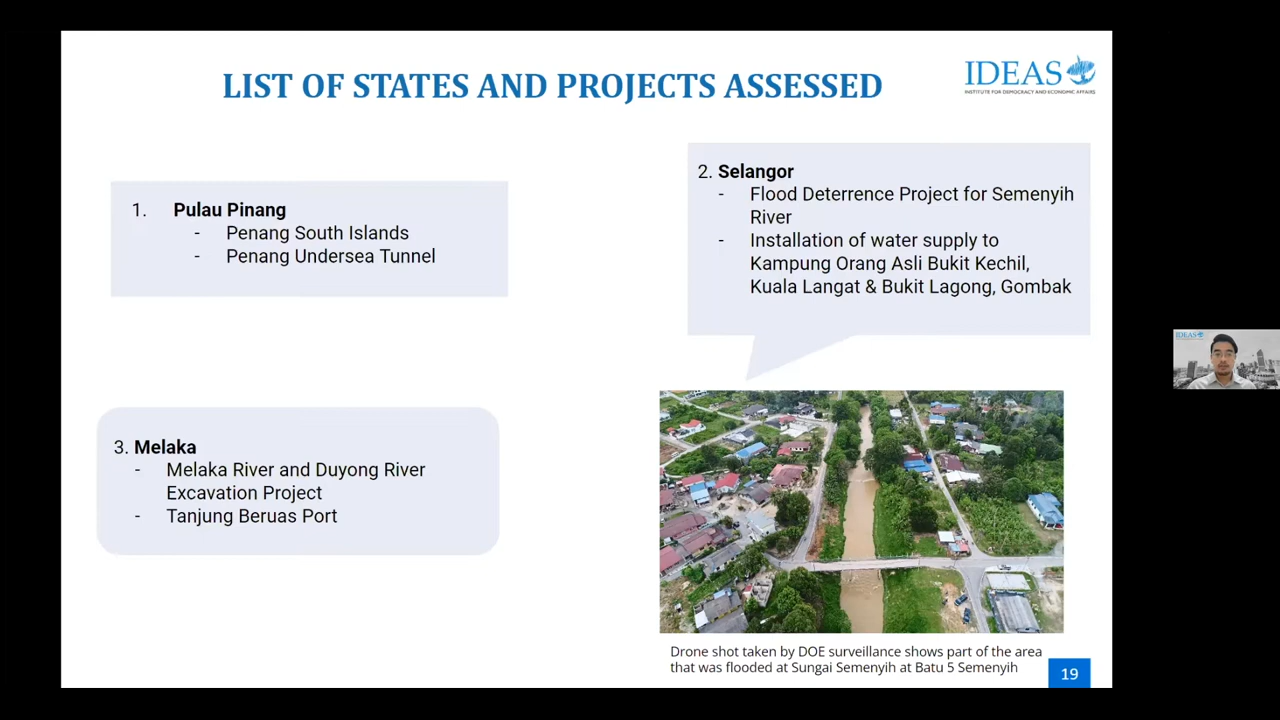 LIST OF STATES AND PROJECTS ASSESSED
IDEAS
INSTITUTE FOR DEMOCRACY AND ECONOMIC AFFAIRS
1. Pulau Pinang
- Penang South Islands
- Penang Undersea Tunnel
2. Selangor
- Flood Deterrence Project for Semenyih
River
- Installation of water supply to
Kampung Orang Asli Bukit Kechil,
Kuala Langat & Bukit Lagong, Gombak
3. Melaka
- Melaka River and Duyong River
Excavation Project
- Tanjung Beruas Port
Drone shot taken by DOE surveillance shows part of the area
that was flooded at Sungai Semenyih at Batu 5 Semenyih
19
IDEAS